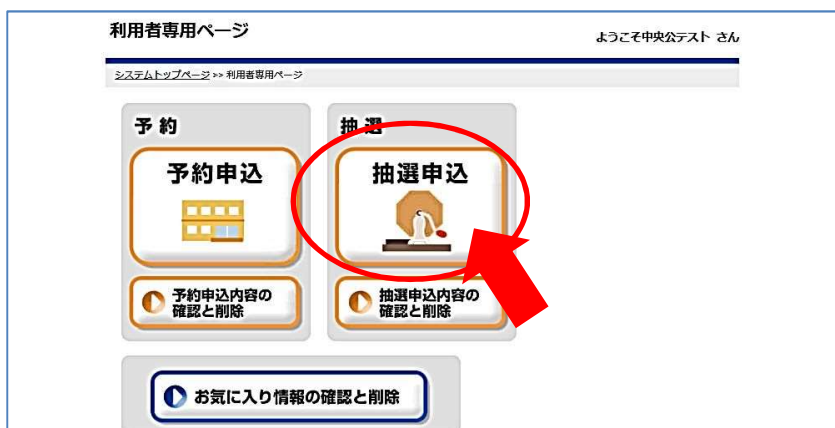 利用者専用ページ
ようこそ中央公テスト さん
システムトップページ >> 利用者専用ページ
予約
抽選
予約申込
抽選申込
予約申込内容の
確認と削除
抽選申込内容の
確認と削除
お気に入り情報の確認と削除